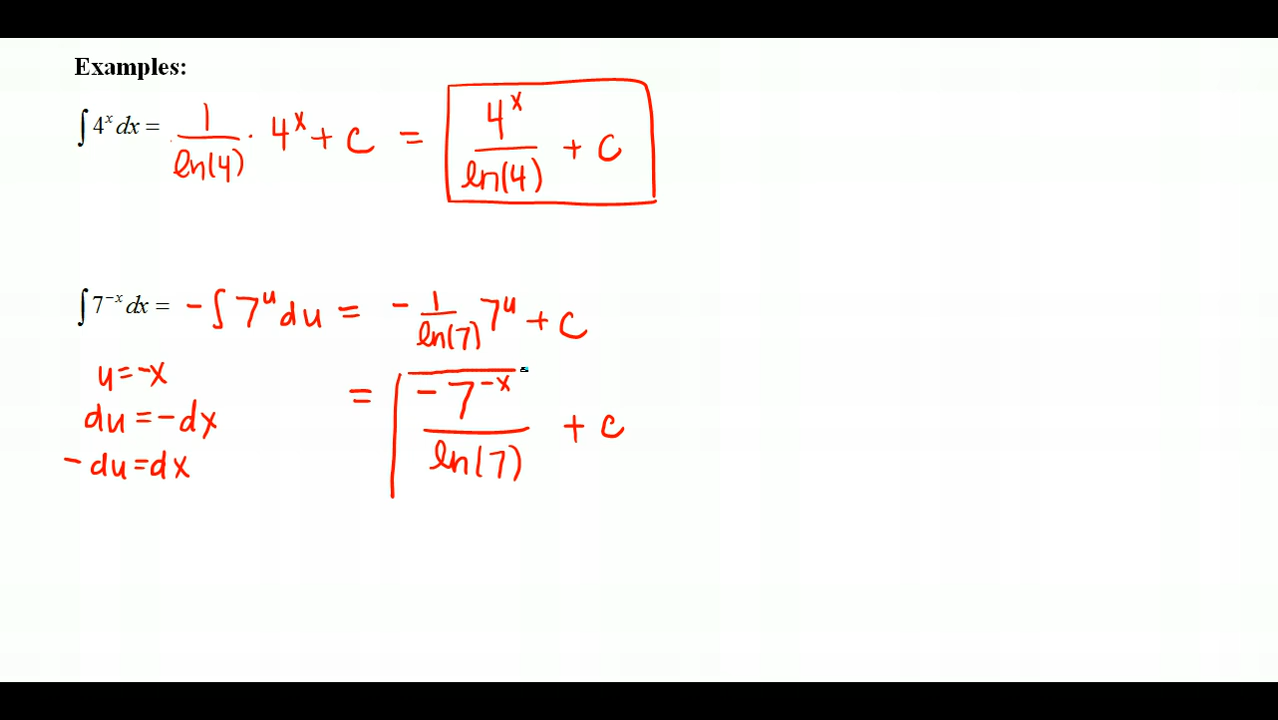 Examples:
∫ 4^x dx = 1/ln(4) · 4^x + C = 4^x/ln(4) + C
∫ 7^-x dx = - ∫ 7^u du = - 1/ln(7) 7^u + C
u = -x
du = -dx
-du = dx
= -7^-x/ln(7) + C